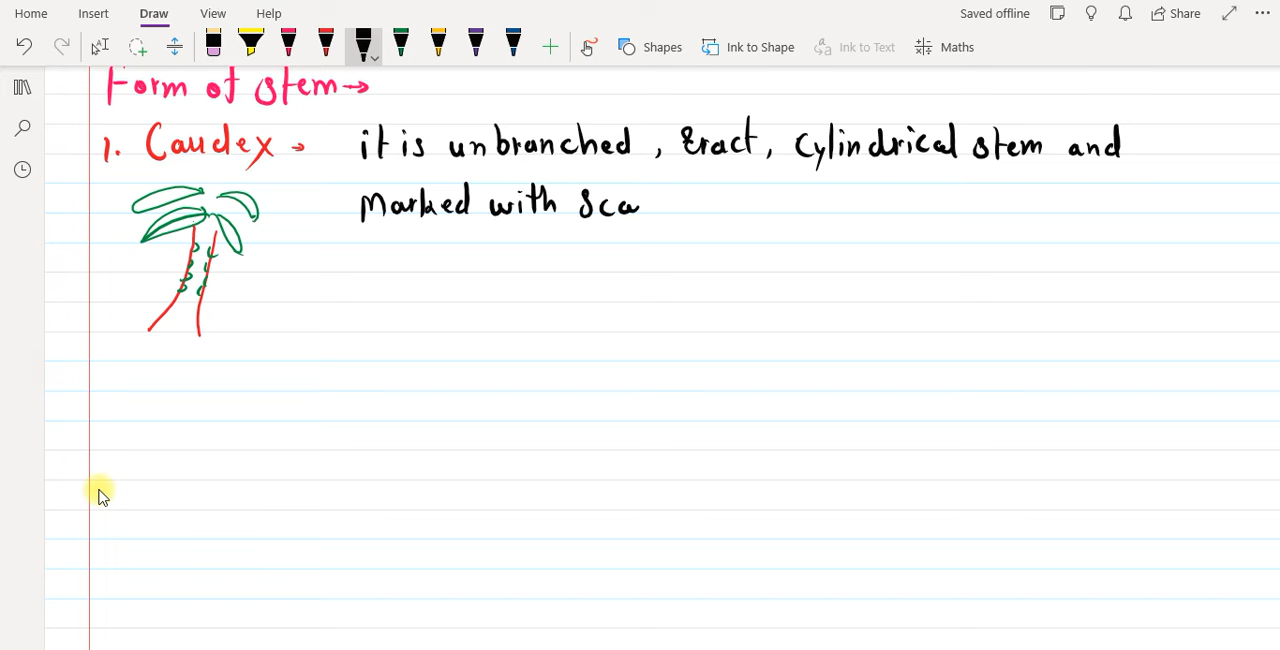 Home Insert Draw View Help Saved offline Share
Shapes Ink to Shape Ink to Text Maths
Form of stem→
1. Caudex → it is unbranched, Eract, Cylindrical stem and
Marked with Sca